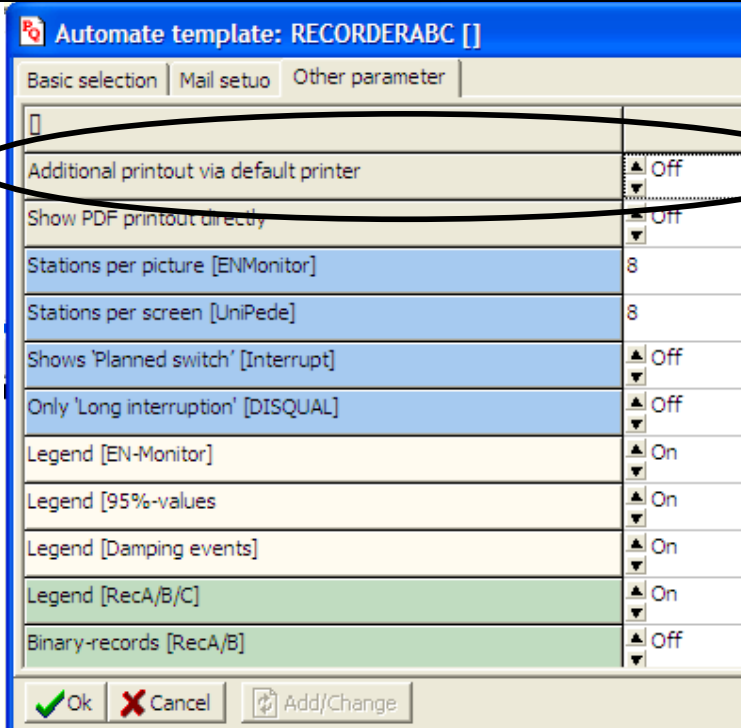 Automate template: RECORDERABC []
Basic selection Mail setuo Other parameter
[]
Additional printout via default printer Off
Show PDF printout directly Off
Stations per picture [ENMonitor] 8
Stations per screen [UniPede] 8
Shows 'Planned switch' [Interrupt] Off
Only 'Long interruption' [DISQUAL] Off
Legend [EN-Monitor] On
Legend [95%-values On
Legend [Damping events] On
Legend [RecA/B/C] On
Binary-records [RecA/B] Off
Ok Cancel Add/Change